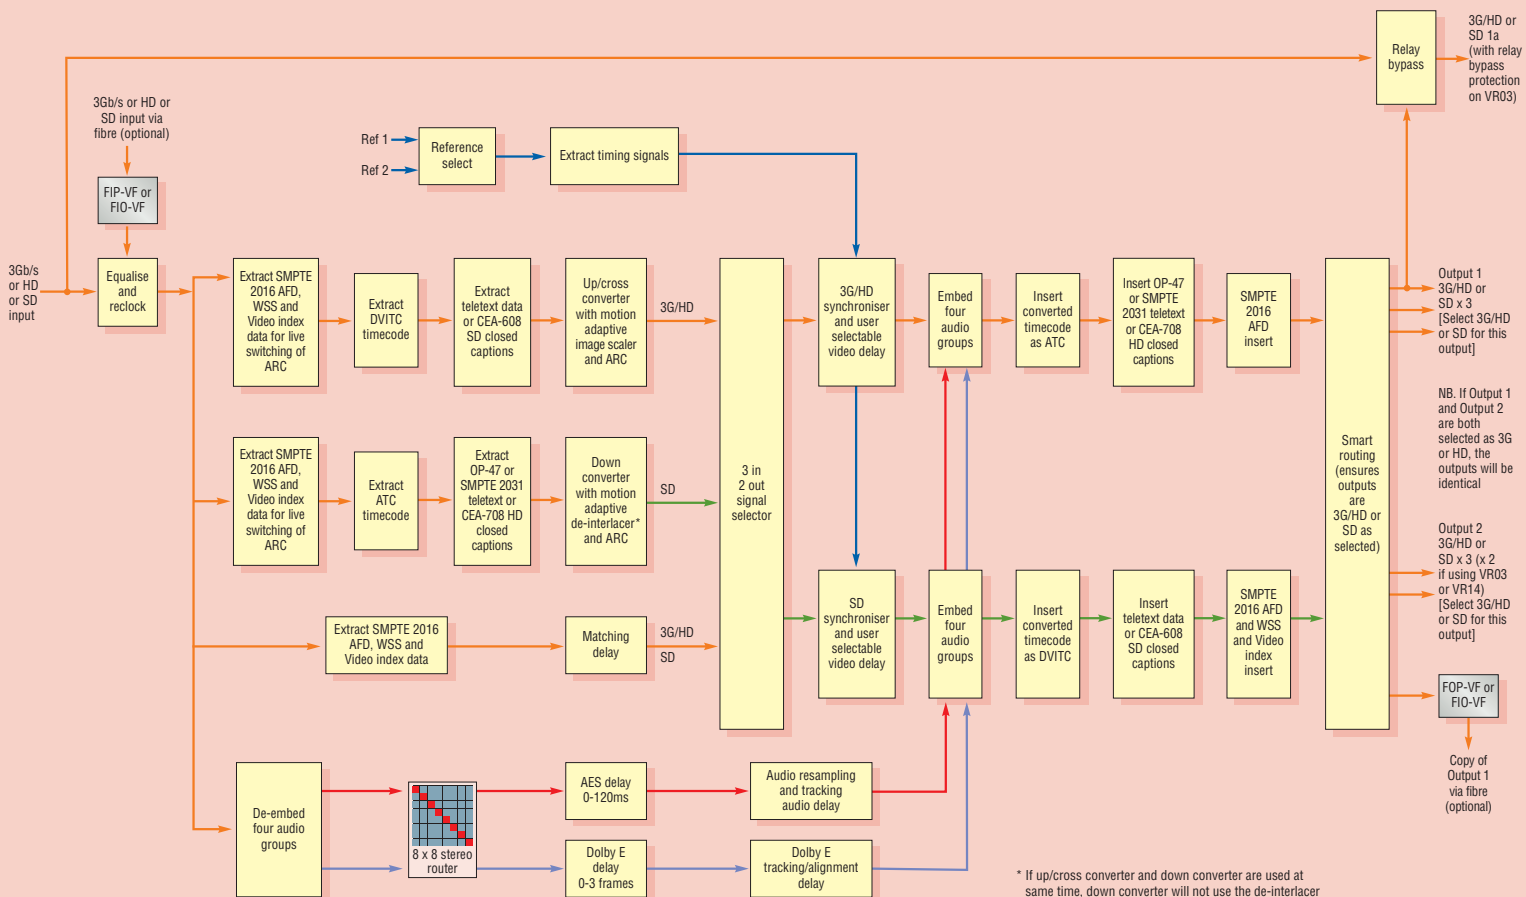 3G/HD or
SD 1a
(with relay
bypass
protection
on VR03)
Relay
bypass
3Gb/s or HD or
SD input via
fibre (optional)
FIP-VF or
FIO-VF
Ref 1
Ref 2
Reference
select
Extract timing signals
3Gb/s
or HD
or SD
input
Equalise
and
reclock
Extract SMPTE
2016 AFD,
WSS and
Video index
data for live
switching of
ARC
Extract
DVITC
timecode
Extract
teletext data
or CEA-608
SD closed
captions
Up/cross
converter
with motion
adaptive
image scaler
and ARC
3G/HD
3G/HD
synchroniser
and user
selectable
video delay
Embed
four
audio
groups
Insert
converted
timecode
as ATC
Insert OP-47
or SMPTE
2031 teletext
or CEA-708
HD closed
captions
SMPTE
2016
AFD
insert
Output 1
3G/HD or
SD x 3
[Select 3G/HD
or SD for this
output]
NB. If Output 1
and Output 2
are both
selected as 3G
or HD, the
outputs will be
identical
Extract SMPTE
2016 AFD,
WSS and
Video index
data for live
switching of
ARC
Extract
ATC
timecode
Extract
OP-47 or
SMPTE 2031
teletext or
CEA-708 HD
closed
captions
Down
converter
with motion
adaptive
de-interlacer*
and ARC
SD
3 in
2 out
signal
selector
Smart
routing
(ensures
outputs
are
3G/HD or
SD as
selected)
Output 2
3G/HD or
SD x 3 (x 2
if using VR03
or VR14)
[Select 3G/HD
or SD for this
output]
Extract SMPTE 2016
AFD, WSS and
Video index data
Matching
delay
3G/HD
SD
SD
synchroniser
and user
selectable
video delay
Embed
four
audio
groups
Insert
converted
timecode
as DVITC
Insert
teletext data
or CEA-608
SD closed
captions
SMPTE
2016 AFD
and WSS
and Video
index
insert
FOP-VF or
FIO-VF
Copy of
Output 1
via fibre
(optional)
De-embed
four audio
groups
8 x 8 stereo
router
AES delay
0-120ms
Audio resampling
and tracking
audio delay
Dolby E
delay
0-3 frames
Dolby E
tracking/alignment
delay
* If up/cross converter and down converter are used at
same time, down converter will not use the de-interlacer